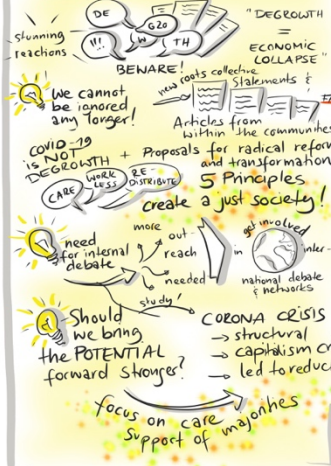 DE
G20
!!!
W
TH
stunning
reactions
BEWARE!
"DEGROWTH
=
ECONOMIC
COLLAPSE"
We cannot
be ignored
any longer!
new roots collective
Statements &
Articles from
within the communities
COVID-19
is NOT
DEGROWTH
+ Proposals for radical reform
and transformation
CARE
WORK
LESS
RE-
DISTRIBUTE
5 Principles
create a just society!
need
for internal
debate
more
out-
reach
needed
in
get involved
inter-
national debate
& networks
study!
Should
we bring
the POTENTIAL
forward stronger?
CORONA CRISIS
→ structural
→ capitalism cr
→ led to reduc
focus on care
support of majorities